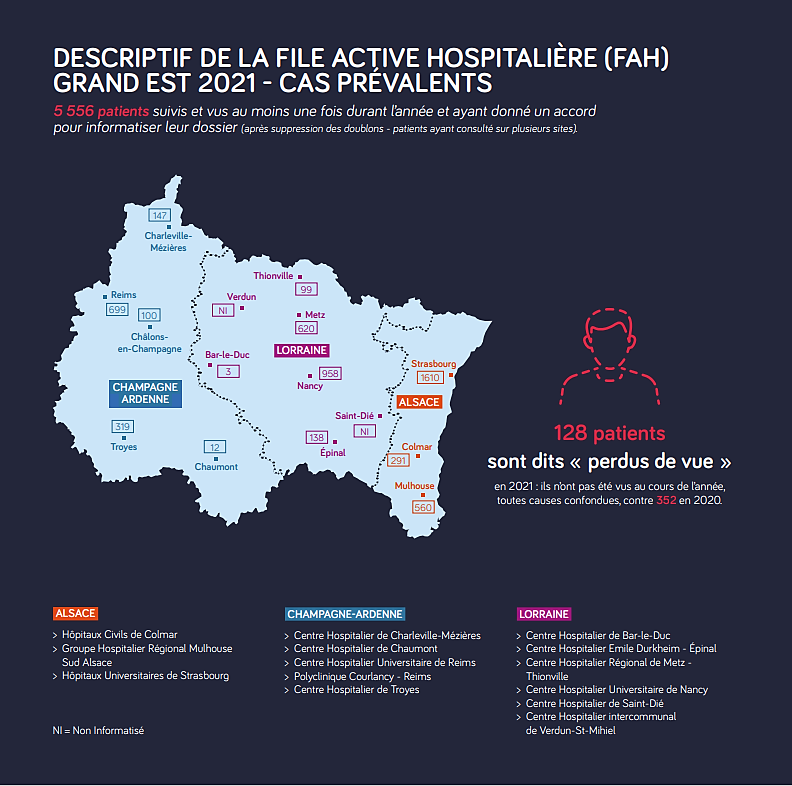 DESCRIPTIF DE LA FILE ACTIVE HOSPITALIÈRE (FAH)
GRAND EST 2021 - CAS PRÉVALENTS
5 556 patients suivis et vus au moins une fois durant l'année et ayant donné un accord
pour informatiser leur dossier (après suppression des doublons - patients ayant consulté sur plusieurs sites).
147
Charleville-
Mézières
Thionville
99
Reims
699
Verdun
NI
100
Châlons-
en-Champagne
Metz
620
LORRAINE
Bar-le-Duc
3
Nancy
958
Strasbourg
1610
CHAMPAGNE
ARDENNE
ALSACE
Saint-Dié
NI
319
Troyes
12
Chaumont
138
Épinal
Colmar
291
Mulhouse
560
128 patients
sont dits « perdus de vue »
en 2021 : ils n'ont pas été vus au cours de l'année,
toutes causes confondues, contre 352 en 2020.
ALSACE
> Hôpitaux Civils de Colmar
> Groupe Hospitalier Régional Mulhouse
Sud Alsace
> Hôpitaux Universitaires de Strasbourg
NI = Non Informatisé
CHAMPAGNE-ARDENNE
> Centre Hospitalier de Charleville-Mézières
> Centre Hospitalier de Chaumont
> Centre Hospitalier Universitaire de Reims
> Polyclinique Courlancy - Reims
> Centre Hospitalier de Troyes
LORRAINE
> Centre Hospitalier de Bar-le-Duc
> Centre Hospitalier Emile Durkheim - Épinal
> Centre Hospitalier Régional de Metz -
Thionville
> Centre Hospitalier Universitaire de Nancy
> Centre Hospitalier de Saint-Dié
> Centre Hospitalier intercommunal
de Verdun-St-Mihiel